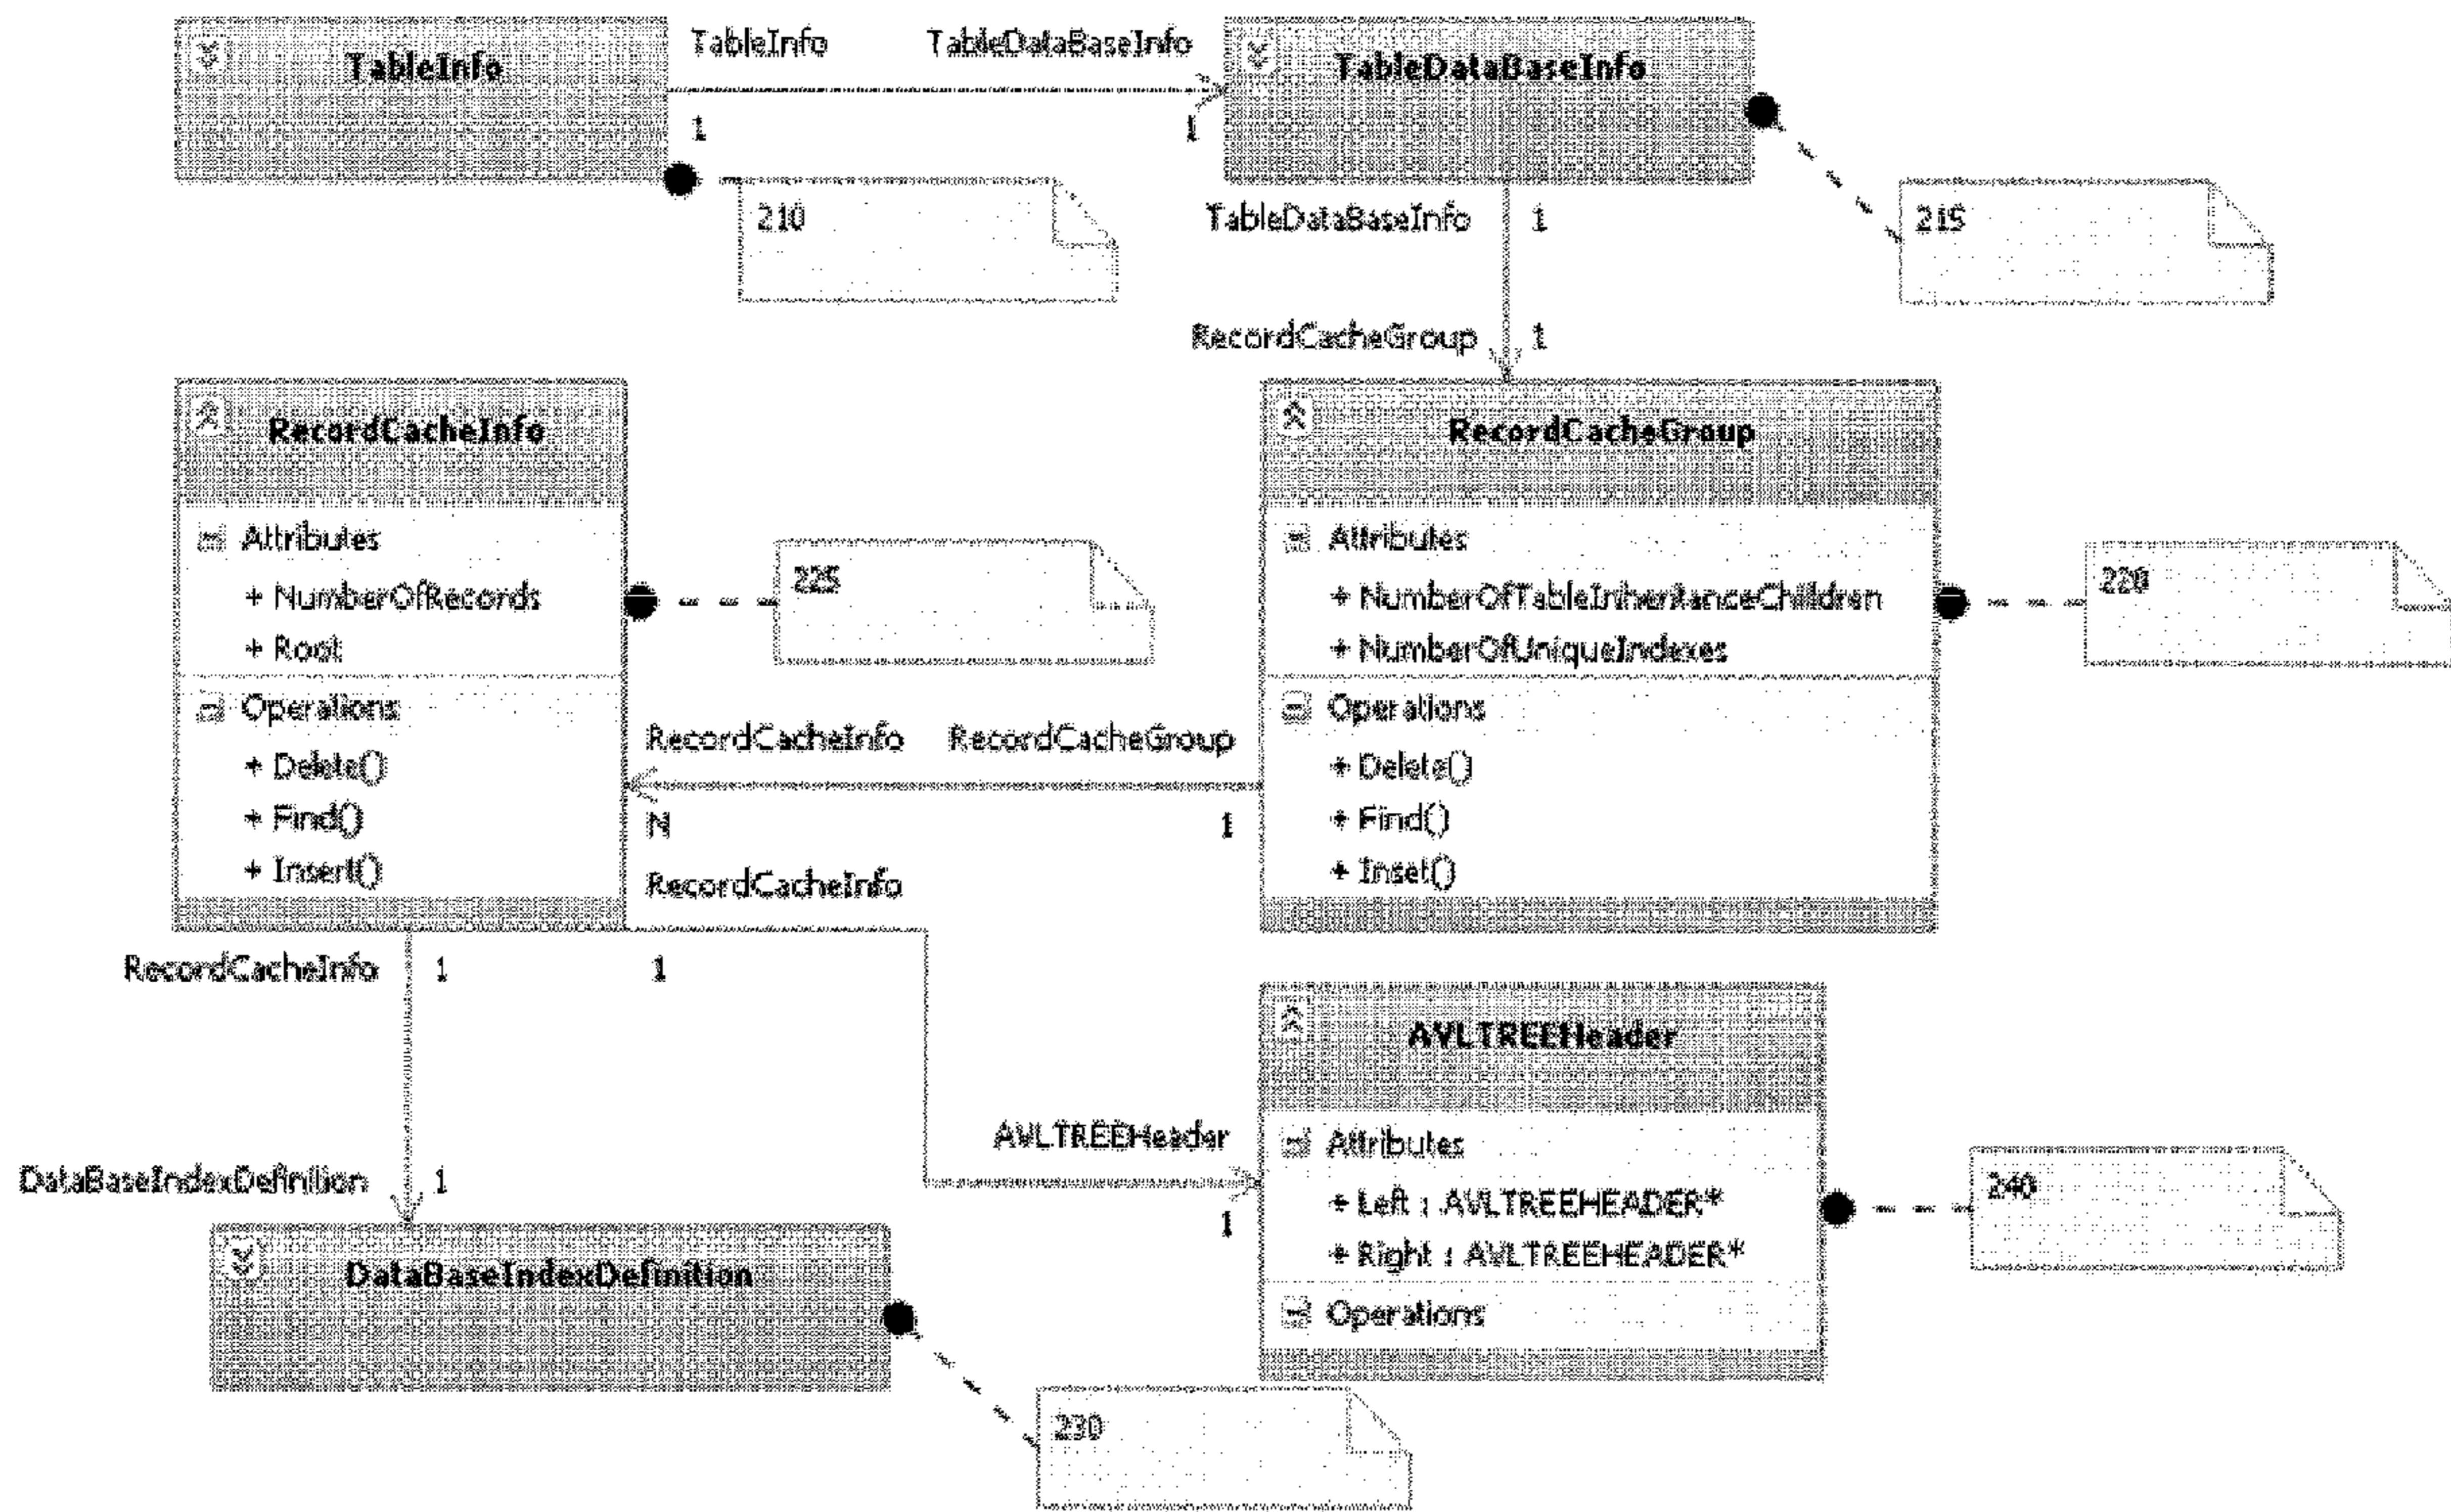 TableInfo
TableInfo
TableDataBaseInfo
TableDataBaseInfo
1
1
210
215
TableDataBaseInfo
1
RecordCacheGroup
1
RecordCacheInfo
Attributes
+ NumberOfRecords
+ Root
Operations
+ Delete()
+ Find()
+ Insert()
225
RecordCacheGroup
Attributes
+ NumberOfTableInheritanceChilldren
+ NumberOfUniqueIndexes
Operations
+ Delete()
+ Find()
+ Inset()
220
RecordCacheInfo
RecordCacheGroup
N
1
RecordCacheInfo
1
RecordCacheInfo
1
DataBaseIndexDefinition
1
AVLTREEHeader
1
AVLTREEHeader
Attributes
+ Left : AVLTREEHEADER*
+ Right : AVLTREEHEADER*
Operations
240
DataBaseIndexDefinition
230